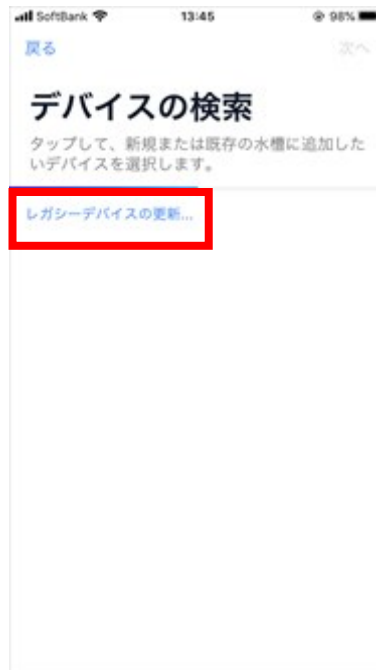 SoftBank 13:45 98%
戻る 次へ
デバイスの検索
タップして、新規または既存の水槽に追加した
いデバイスを選択します。
レガシーデバイスの更新...